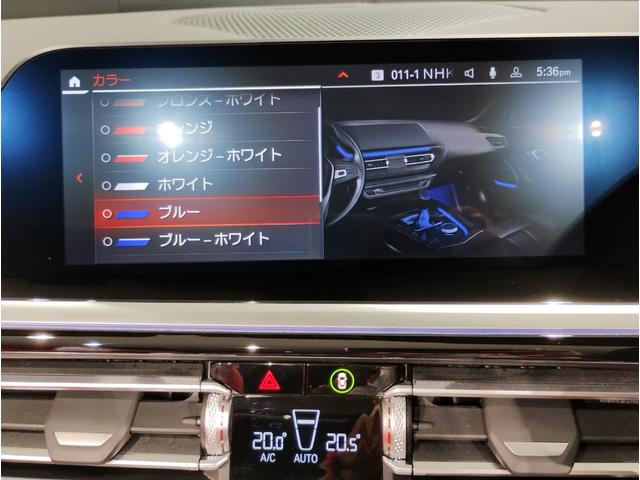 カラー
3 011-1 NHK
5:36pm
ブロンズ-ホワイト
オレンジ
オレンジ-ホワイト
ホワイト
ブルー
ブルー-ホワイト
20.0 20.5
A/C AUTO